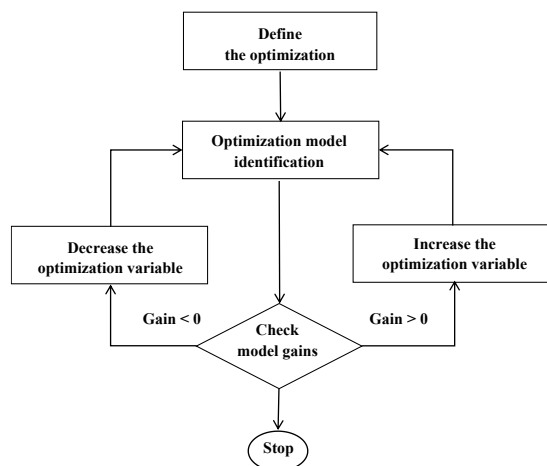 Define
the optimization
Optimization model
identification
Decrease the
optimization variable
Increase the
optimization variable
Gain < 0
Gain > 0
Check
model gains
Stop